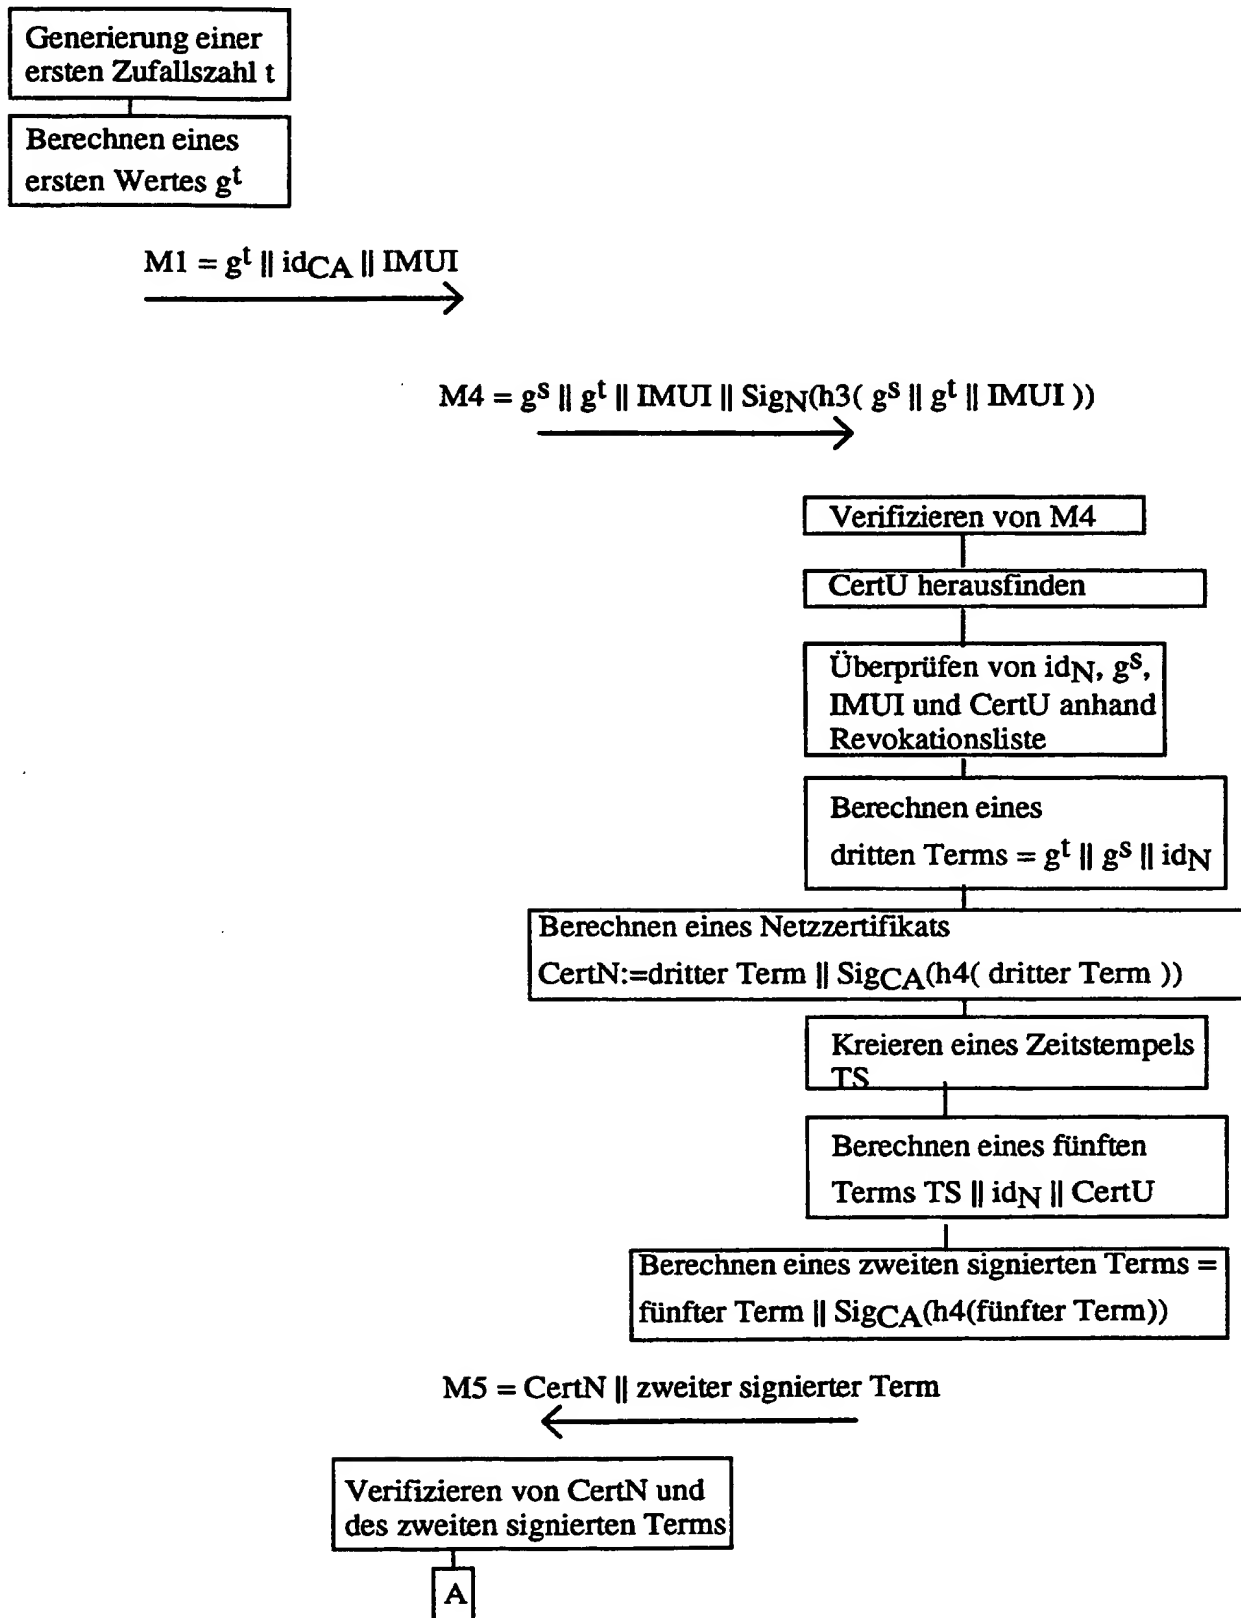 Generierung einer
ersten Zufallszahl t
Berechnen eines
ersten Wertes g^t
M1 = g^t || id_CA || IMUI
M4 = g^s || g^t || IMUI || Sig_N(h3( g^s || g^t || IMUI ))
Verifizieren von M4
CertU herausfinden
Überprüfen von id_N, g^s,
IMUI und CertU anhand
Revokationsliste
Berechnen eines
dritten Terms = g^t || g^s || id_N
Berechnen eines Netzzertifikats
CertN:=dritter Term || Sig_CA(h4( dritter Term ))
Kreieren eines Zeitstempels
TS
Berechnen eines fünften
Terms TS || id_N || CertU
Berechnen eines zweiten signierten Terms =
fünfter Term || Sig_CA(h4(fünfter Term))
M5 = CertN || zweiter signierter Term
Verifizieren von CertN und
des zweiten signierten Terms
A